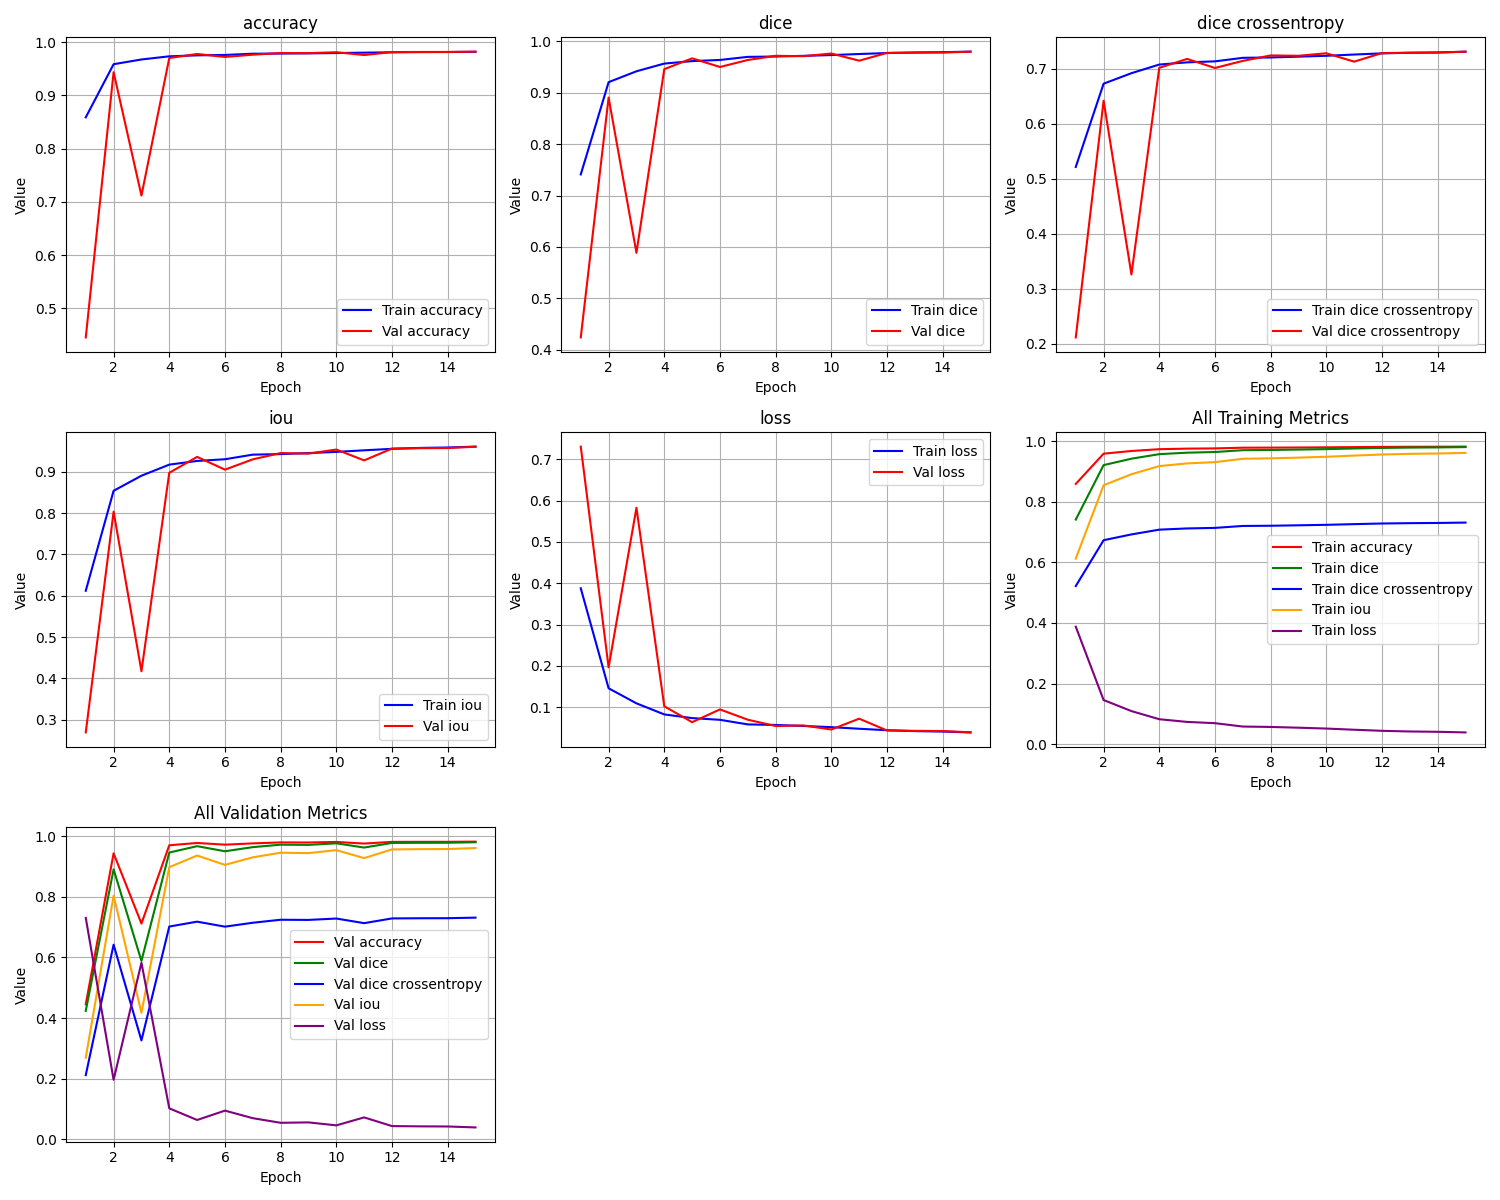 accuracy
1.0
0.9
0.8
0.7
0.6
0.5
Value
2 4 6 8 10 12 14
Epoch
Train accuracy
Val accuracy
dice
1.0
0.9
0.8
0.7
0.6
0.5
0.4
Value
2 4 6 8 10 12 14
Epoch
Train dice
Val dice
dice crossentropy
0.7
0.6
0.5
0.4
0.3
0.2
Value
2 4 6 8 10 12 14
Epoch
Train dice crossentropy
Val dice crossentropy
iou
0.9
0.8
0.7
0.6
0.5
0.4
0.3
Value
2 4 6 8 10 12 14
Epoch
Train iou
Val iou
loss
0.7
0.6
0.5
0.4
0.3
0.2
0.1
Value
2 4 6 8 10 12 14
Epoch
Train loss
Val loss
All Training Metrics
1.0
0.8
0.6
0.4
0.2
0.0
Value
2 4 6 8 10 12 14
Epoch
Train accuracy
Train dice
Train dice crossentropy
Train iou
Train loss
All Validation Metrics
1.0
0.8
0.6
0.4
0.2
0.0
Value
2 4 6 8 10 12 14
Epoch
Val accuracy
Val dice
Val dice crossentropy
Val iou
Val loss